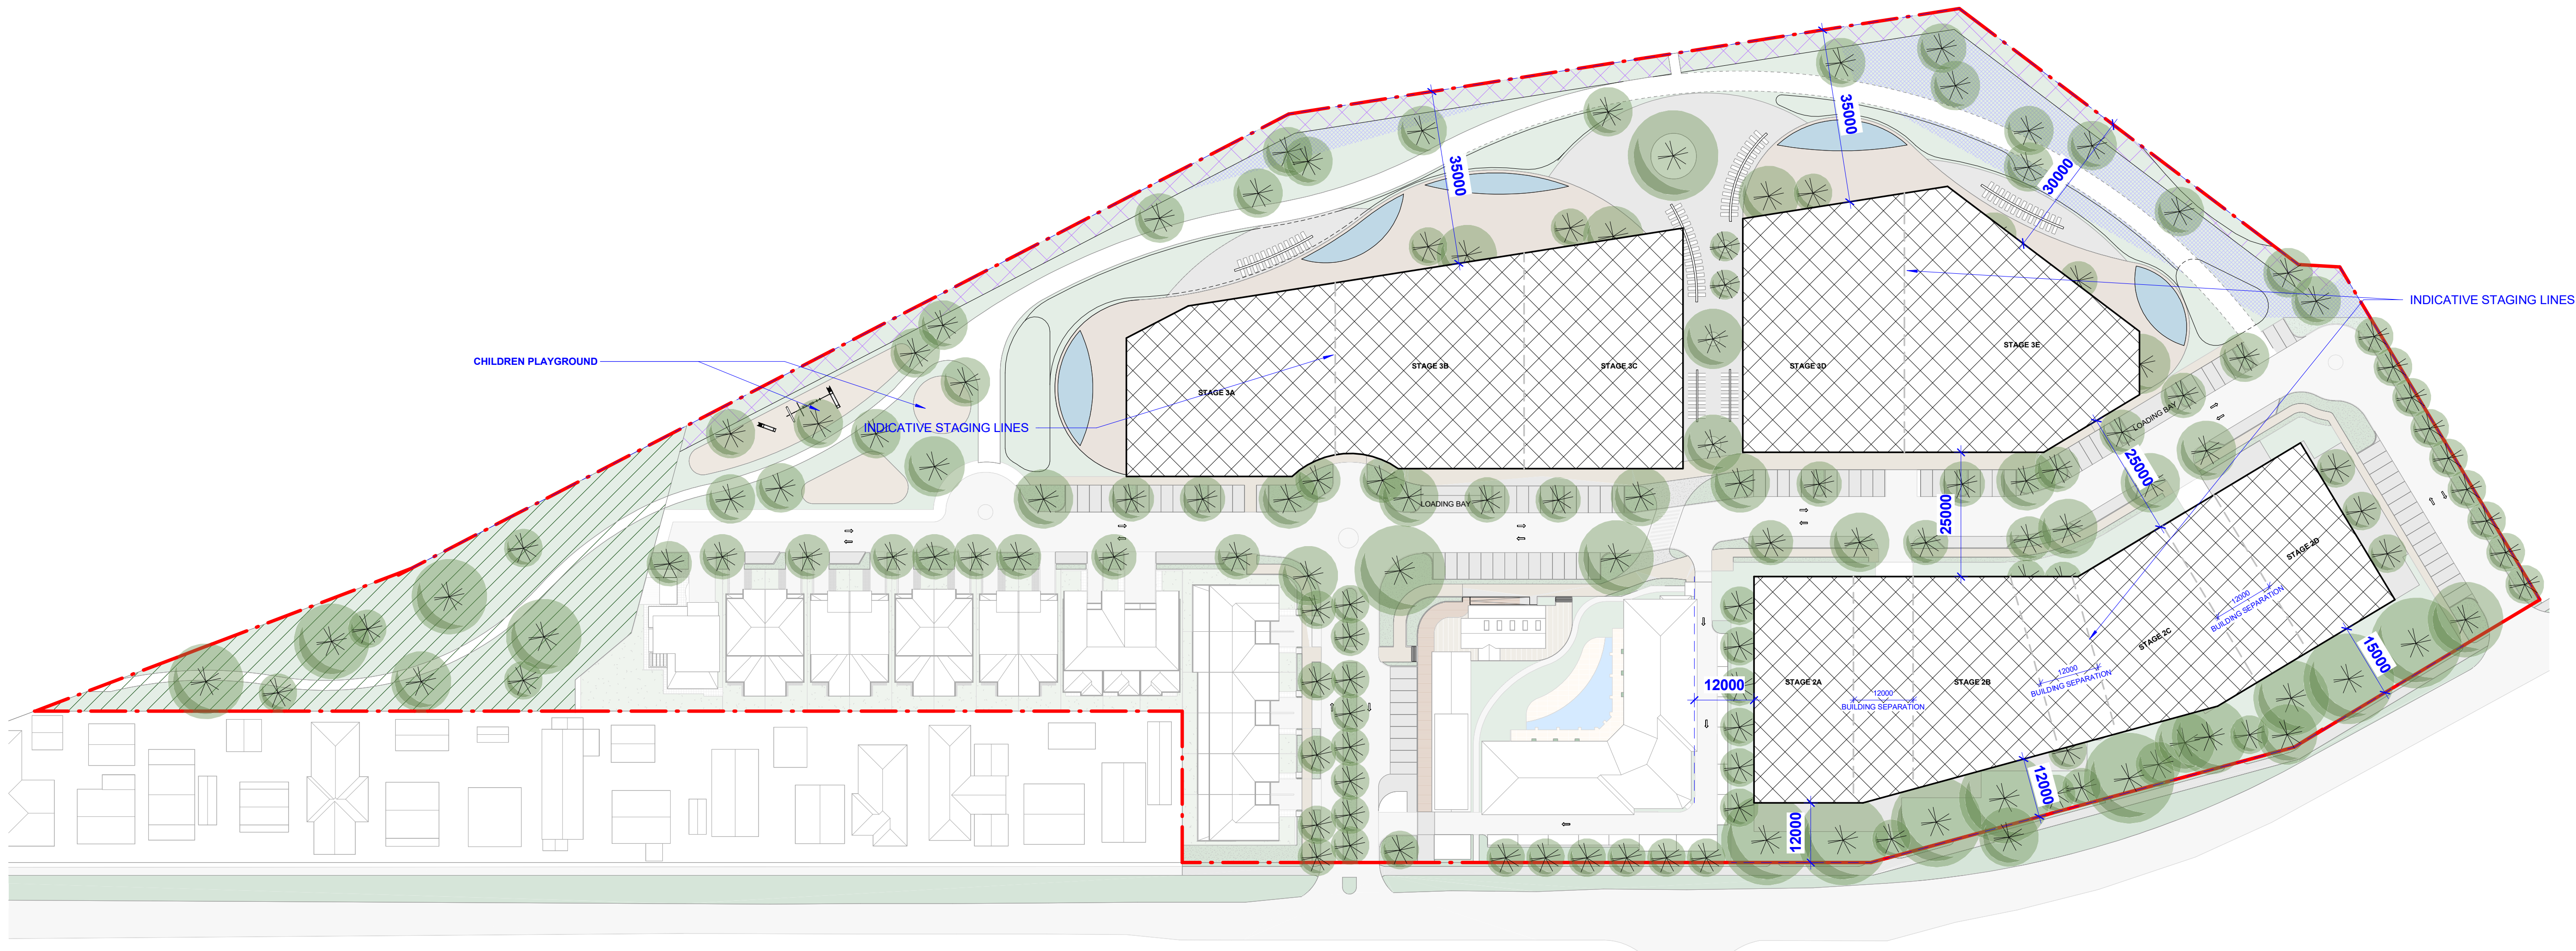 35000
35000
30000
INDICATIVE STAGING LINES
STAGE 3E
CHILDREN PLAYGROUND
STAGE 3B
STAGE 3C
STAGE 3D
STAGE 3A
LOADING BAY
INDICATIVE STAGING LINES
25000
LOADING BAY
25000
STAGE 2D
12000
BUILDING SEPARATION
STAGE 2C
15000
12000
BUILDING SEPARATION
12000
STAGE 2A
STAGE 2B
12000
BUILDING SEPARATION
12000
12000